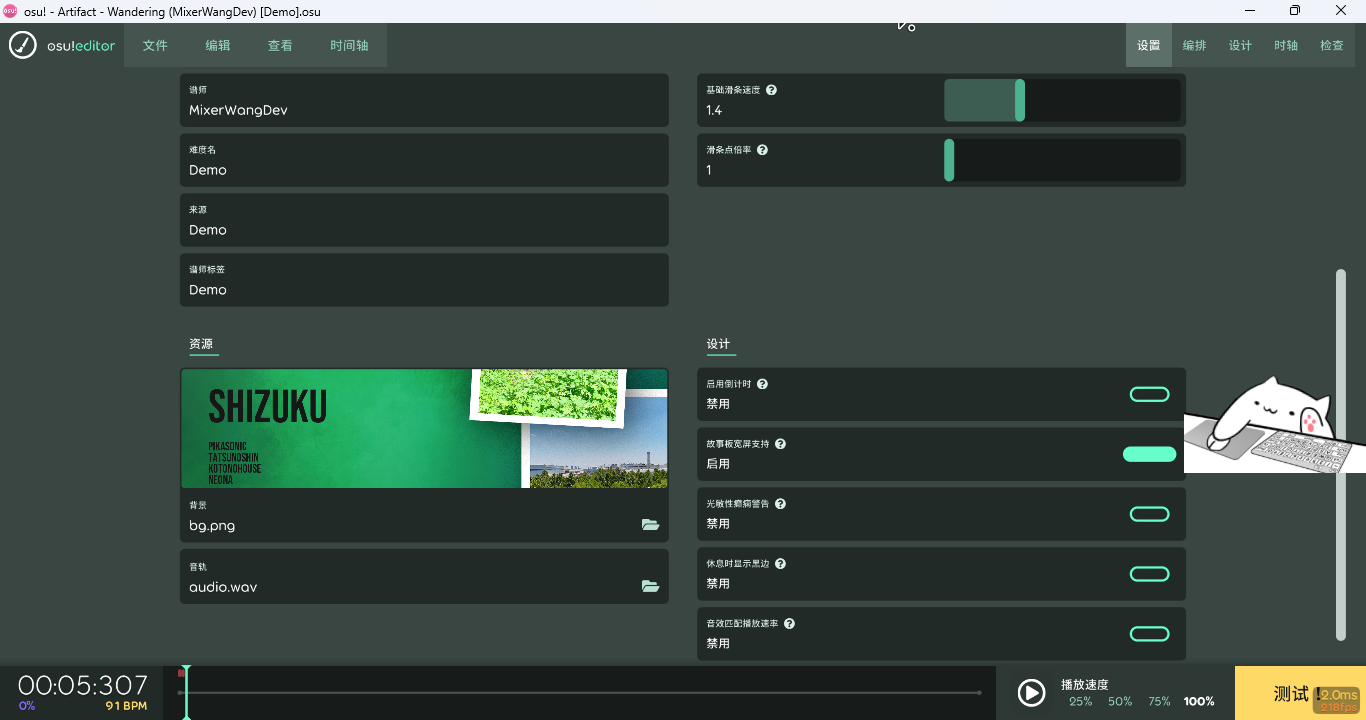 osu! - Artifact - Wandering (MixerWangDev) [Demo].osu
osu!editor
文件
编辑
查看
时间轴
设置
编排
设计
时轴
检查
谱师
MixerWangDev
难度名
Demo
来源
Demo
谱师标签
Demo
基础滑条速度
1.4
滑条点倍率
1
资源
SHIZUKU
PIKASONIC
TATSUNOSHIN
KOTONOHOUSE
NEONA
背景
bg.png
音轨
audio.wav
设计
启用倒计时
禁用
故事板宽屏支持
启用
光敏性癫痫警告
禁用
休息时显示黑边
禁用
音效匹配播放速率
禁用
00:05:307
0%
91 BPM
播放速度
25%
50%
75%
100%
测试！
2.0ms
218fps